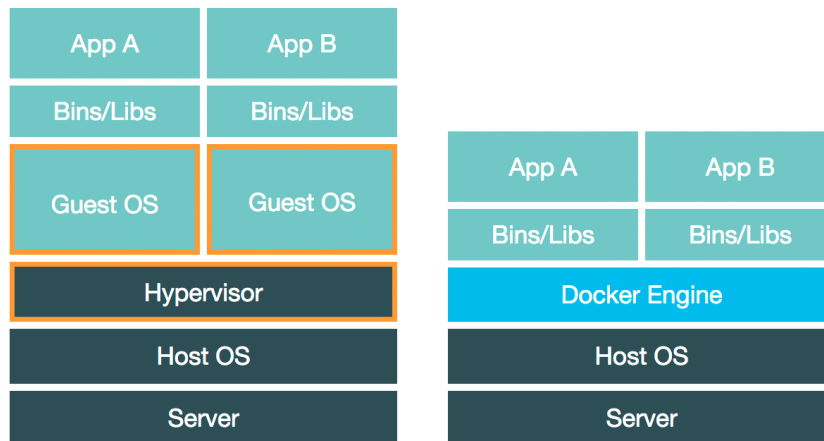 App A
App B
Bins/Libs
Bins/Libs
Guest OS
Guest OS
Hypervisor
Host OS
Server
App A
App B
Bins/Libs
Bins/Libs
Docker Engine
Host OS
Server